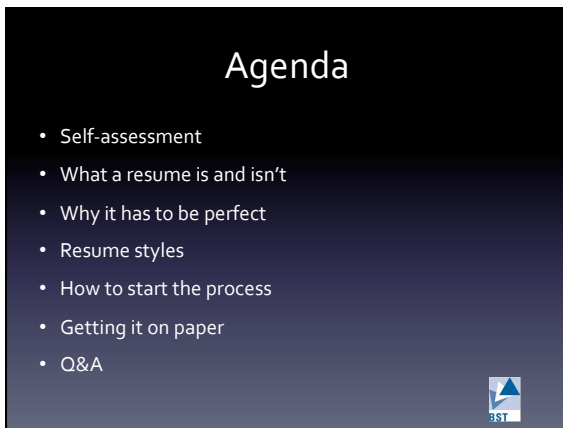 Agenda
• Self-assessment
• What a resume is and isn't
• Why it has to be perfect
• Resume styles
• How to start the process
• Getting it on paper
• Q&A
BST